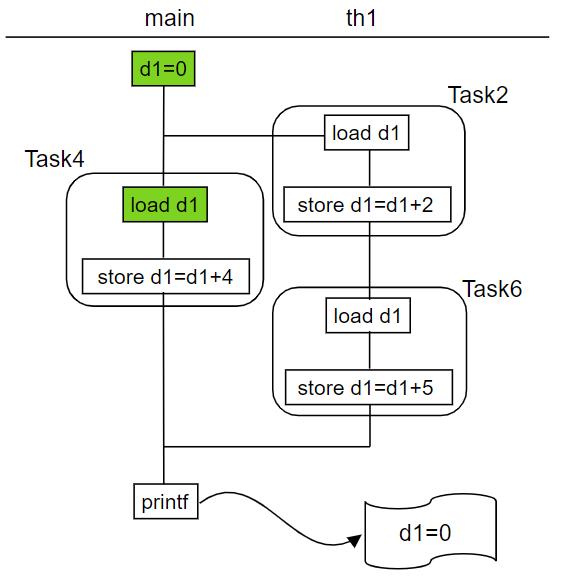 main
th1
d1=0
Task2
load d1
Task4
load d1
store d1=d1+2
store d1=d1+4
Task6
load d1
store d1=d1+5
printf
d1=0